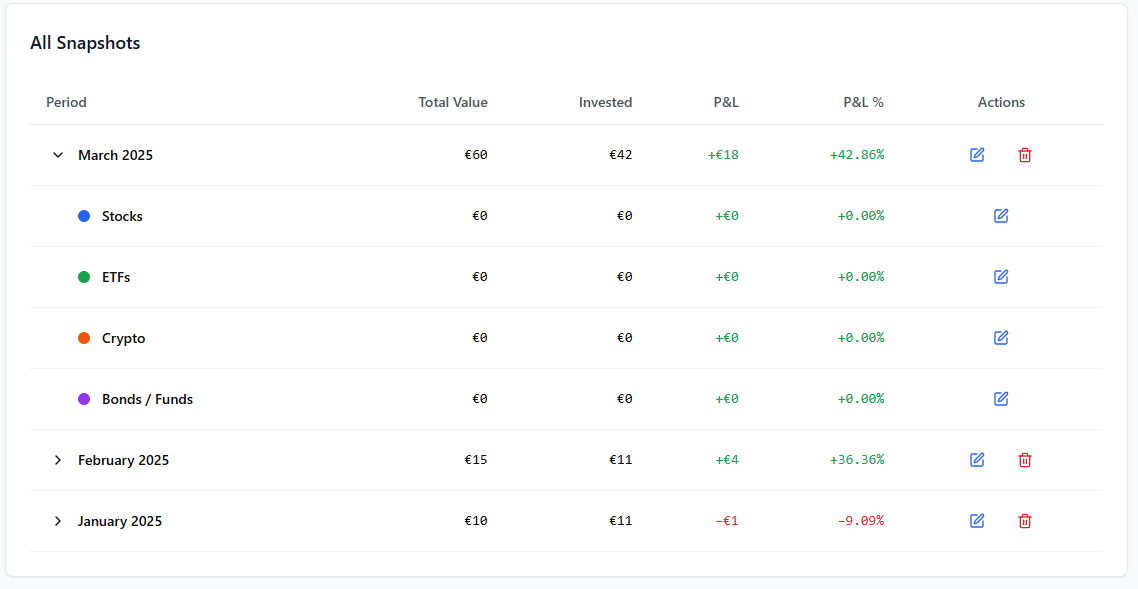 All Snapshots
Period Total Value Invested P&L P&L % Actions
March 2025 €60 €42 +€18 +42.86%
Stocks €0 €0 +€0 +0.00%
ETFs €0 €0 +€0 +0.00%
Crypto €0 €0 +€0 +0.00%
Bonds / Funds €0 €0 +€0 +0.00%
February 2025 €15 €11 +€4 +36.36%
January 2025 €10 €11 −€1 −9.09%